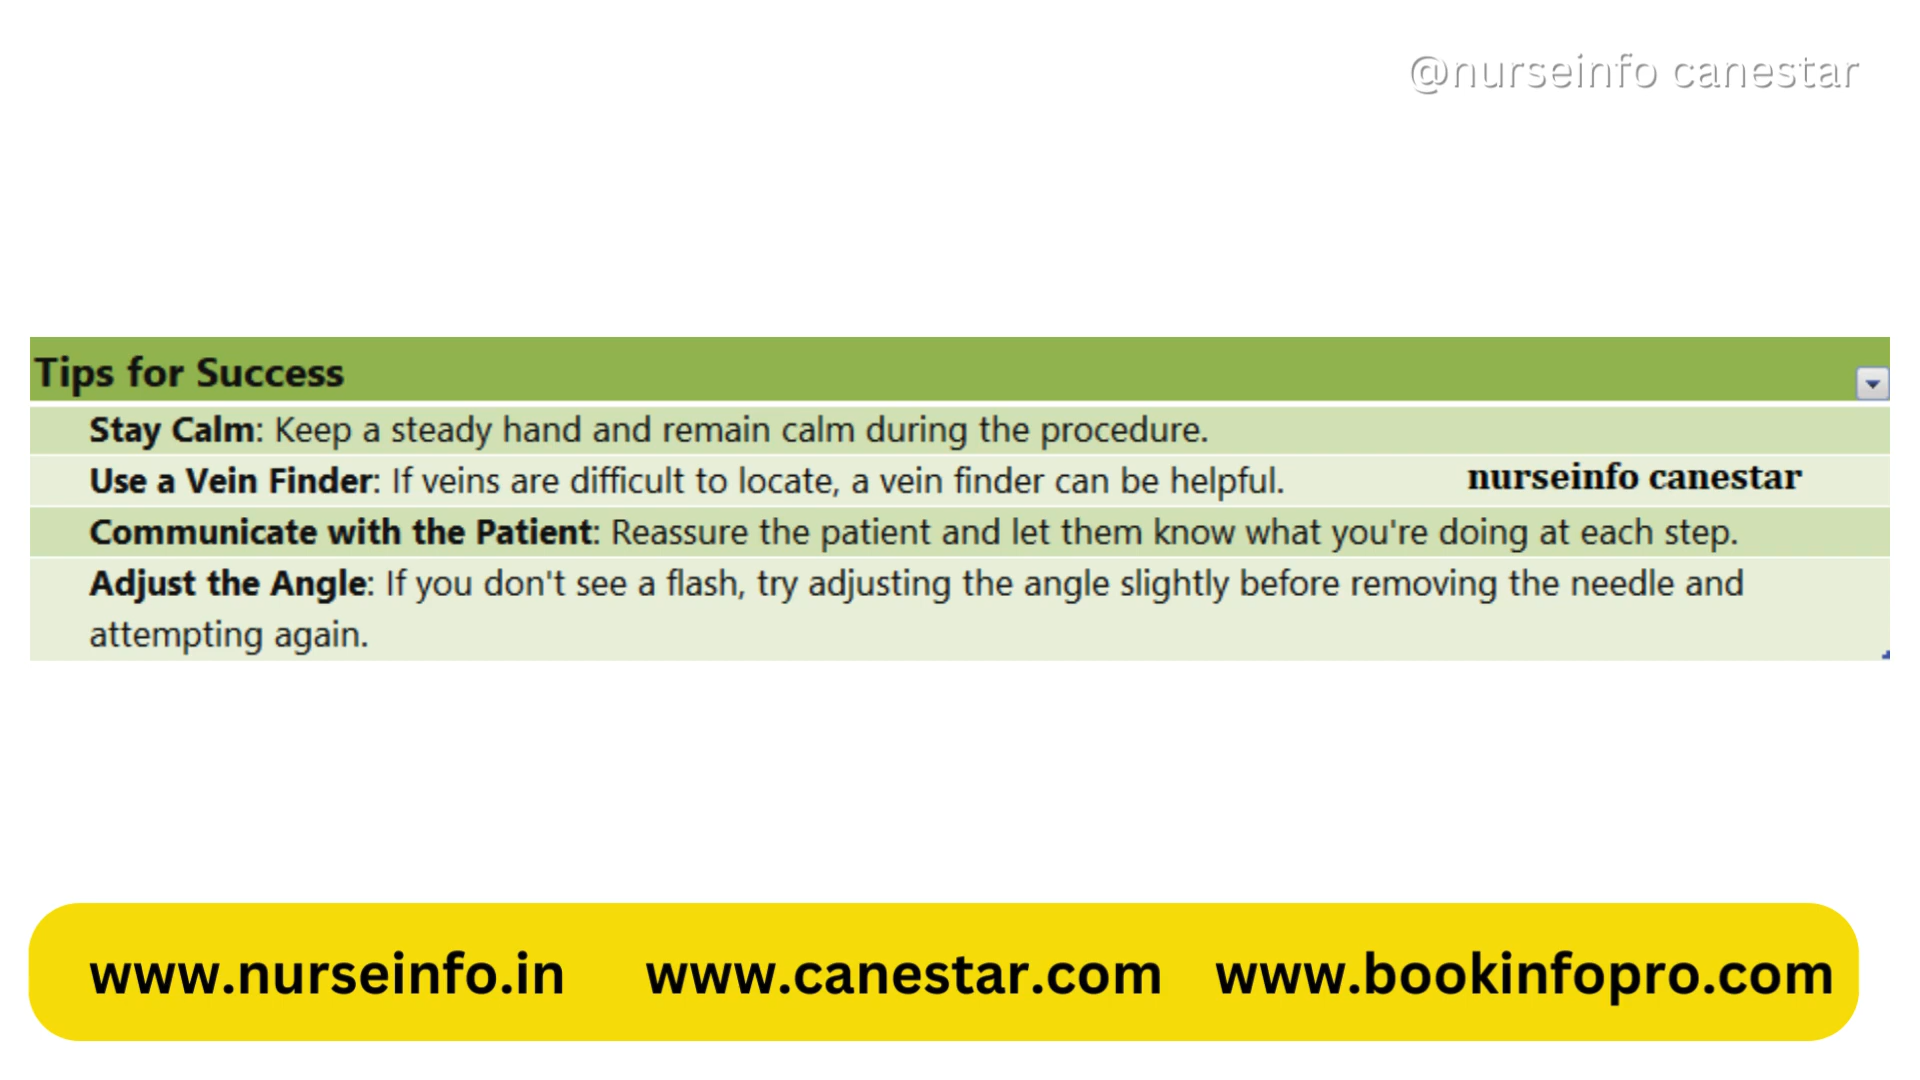 @nurseinfo canestar
Tips for Success
Stay Calm: Keep a steady hand and remain calm during the procedure.
Use a Vein Finder: If veins are difficult to locate, a vein finder can be helpful.
nurseinfo canestar
Communicate with the Patient: Reassure the patient and let them know what you're doing at each step.
Adjust the Angle: If you don't see a flash, try adjusting the angle slightly before removing the needle and
attempting again.
www.nurseinfo.in www.canestar.com www.bookinfopro.com